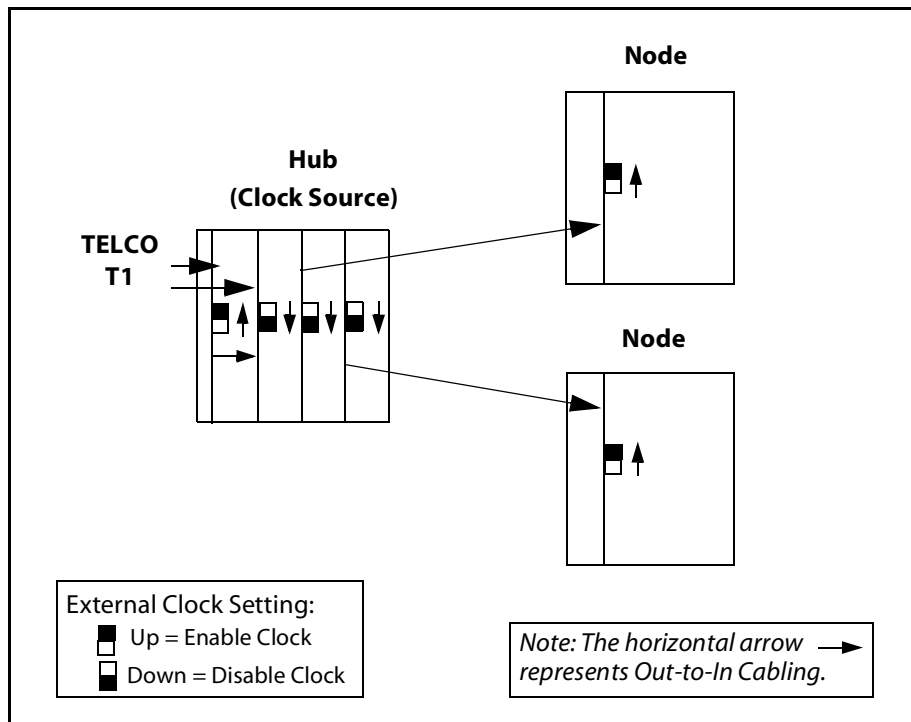 Node
Hub
(Clock Source)
TELCO
T1
Node
External Clock Setting:
Up = Enable Clock
Down = Disable Clock
Note: The horizontal arrow
represents Out-to-In Cabling.